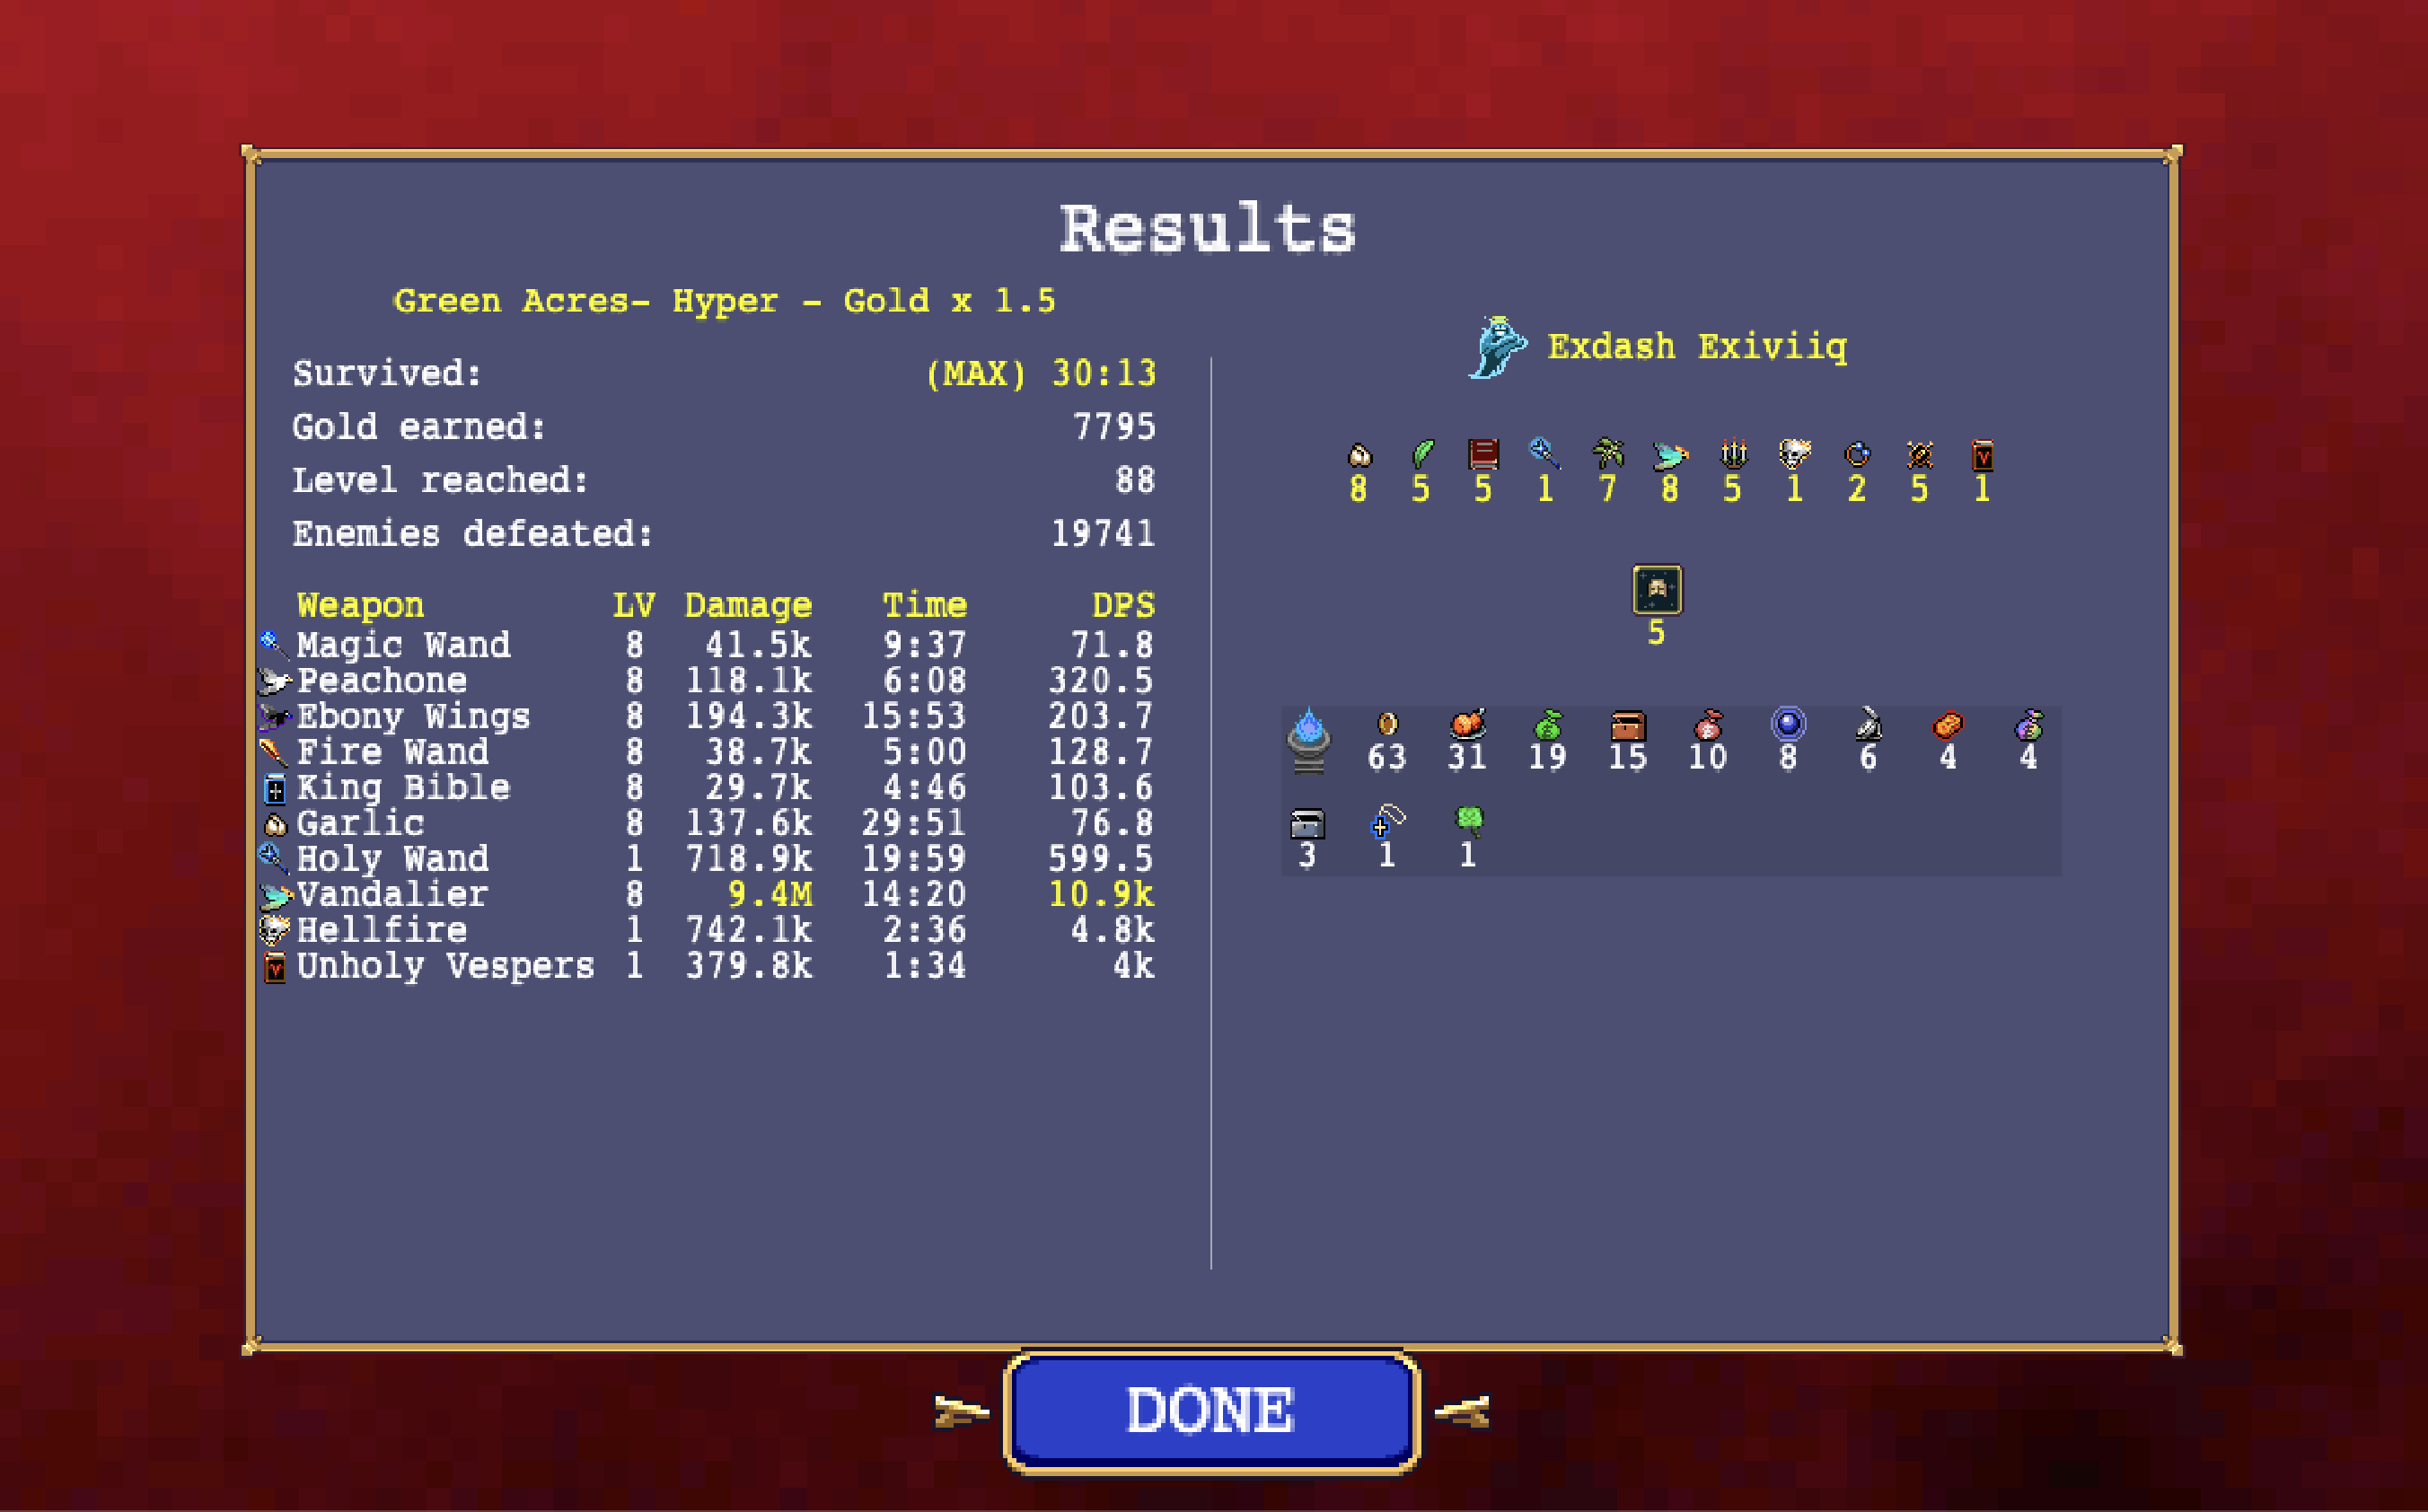 Results
Green Acres- Hyper - Gold x 1.5
Survived: (MAX) 30:13
Gold earned: 7795
Level reached: 88
Enemies defeated: 19741
Weapon LV Damage Time DPS
Magic Wand 8 41.5k 9:37 71.8
Peachone 8 118.1k 6:08 320.5
Ebony Wings 8 194.3k 15:53 203.7
Fire Wand 8 38.7k 5:00 128.7
King Bible 8 29.7k 4:46 103.6
Garlic 8 137.6k 29:51 76.8
Holy Wand 1 718.9k 19:59 599.5
Vandalier 8 9.4M 14:20 10.9k
Hellfire 1 742.1k 2:36 4.8k
Unholy Vespers 1 379.8k 1:34 4k
Exdash Exiviiq
8 5 5 1 7 8 5 1 2 5 1
5
63 31 19 15 10 8 6 4 4
3 1 1
DONE